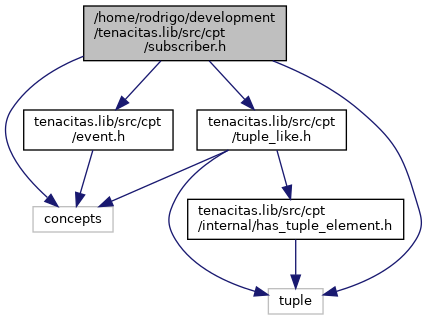 /home/rodrigo/development
/tenacitas.lib/src/cpt
/subscriber.h
tenacitas.lib/src/cpt
/event.h
tenacitas.lib/src/cpt
/tuple_like.h
concepts
tenacitas.lib/src/cpt
/internal/has_tuple_element.h
tuple